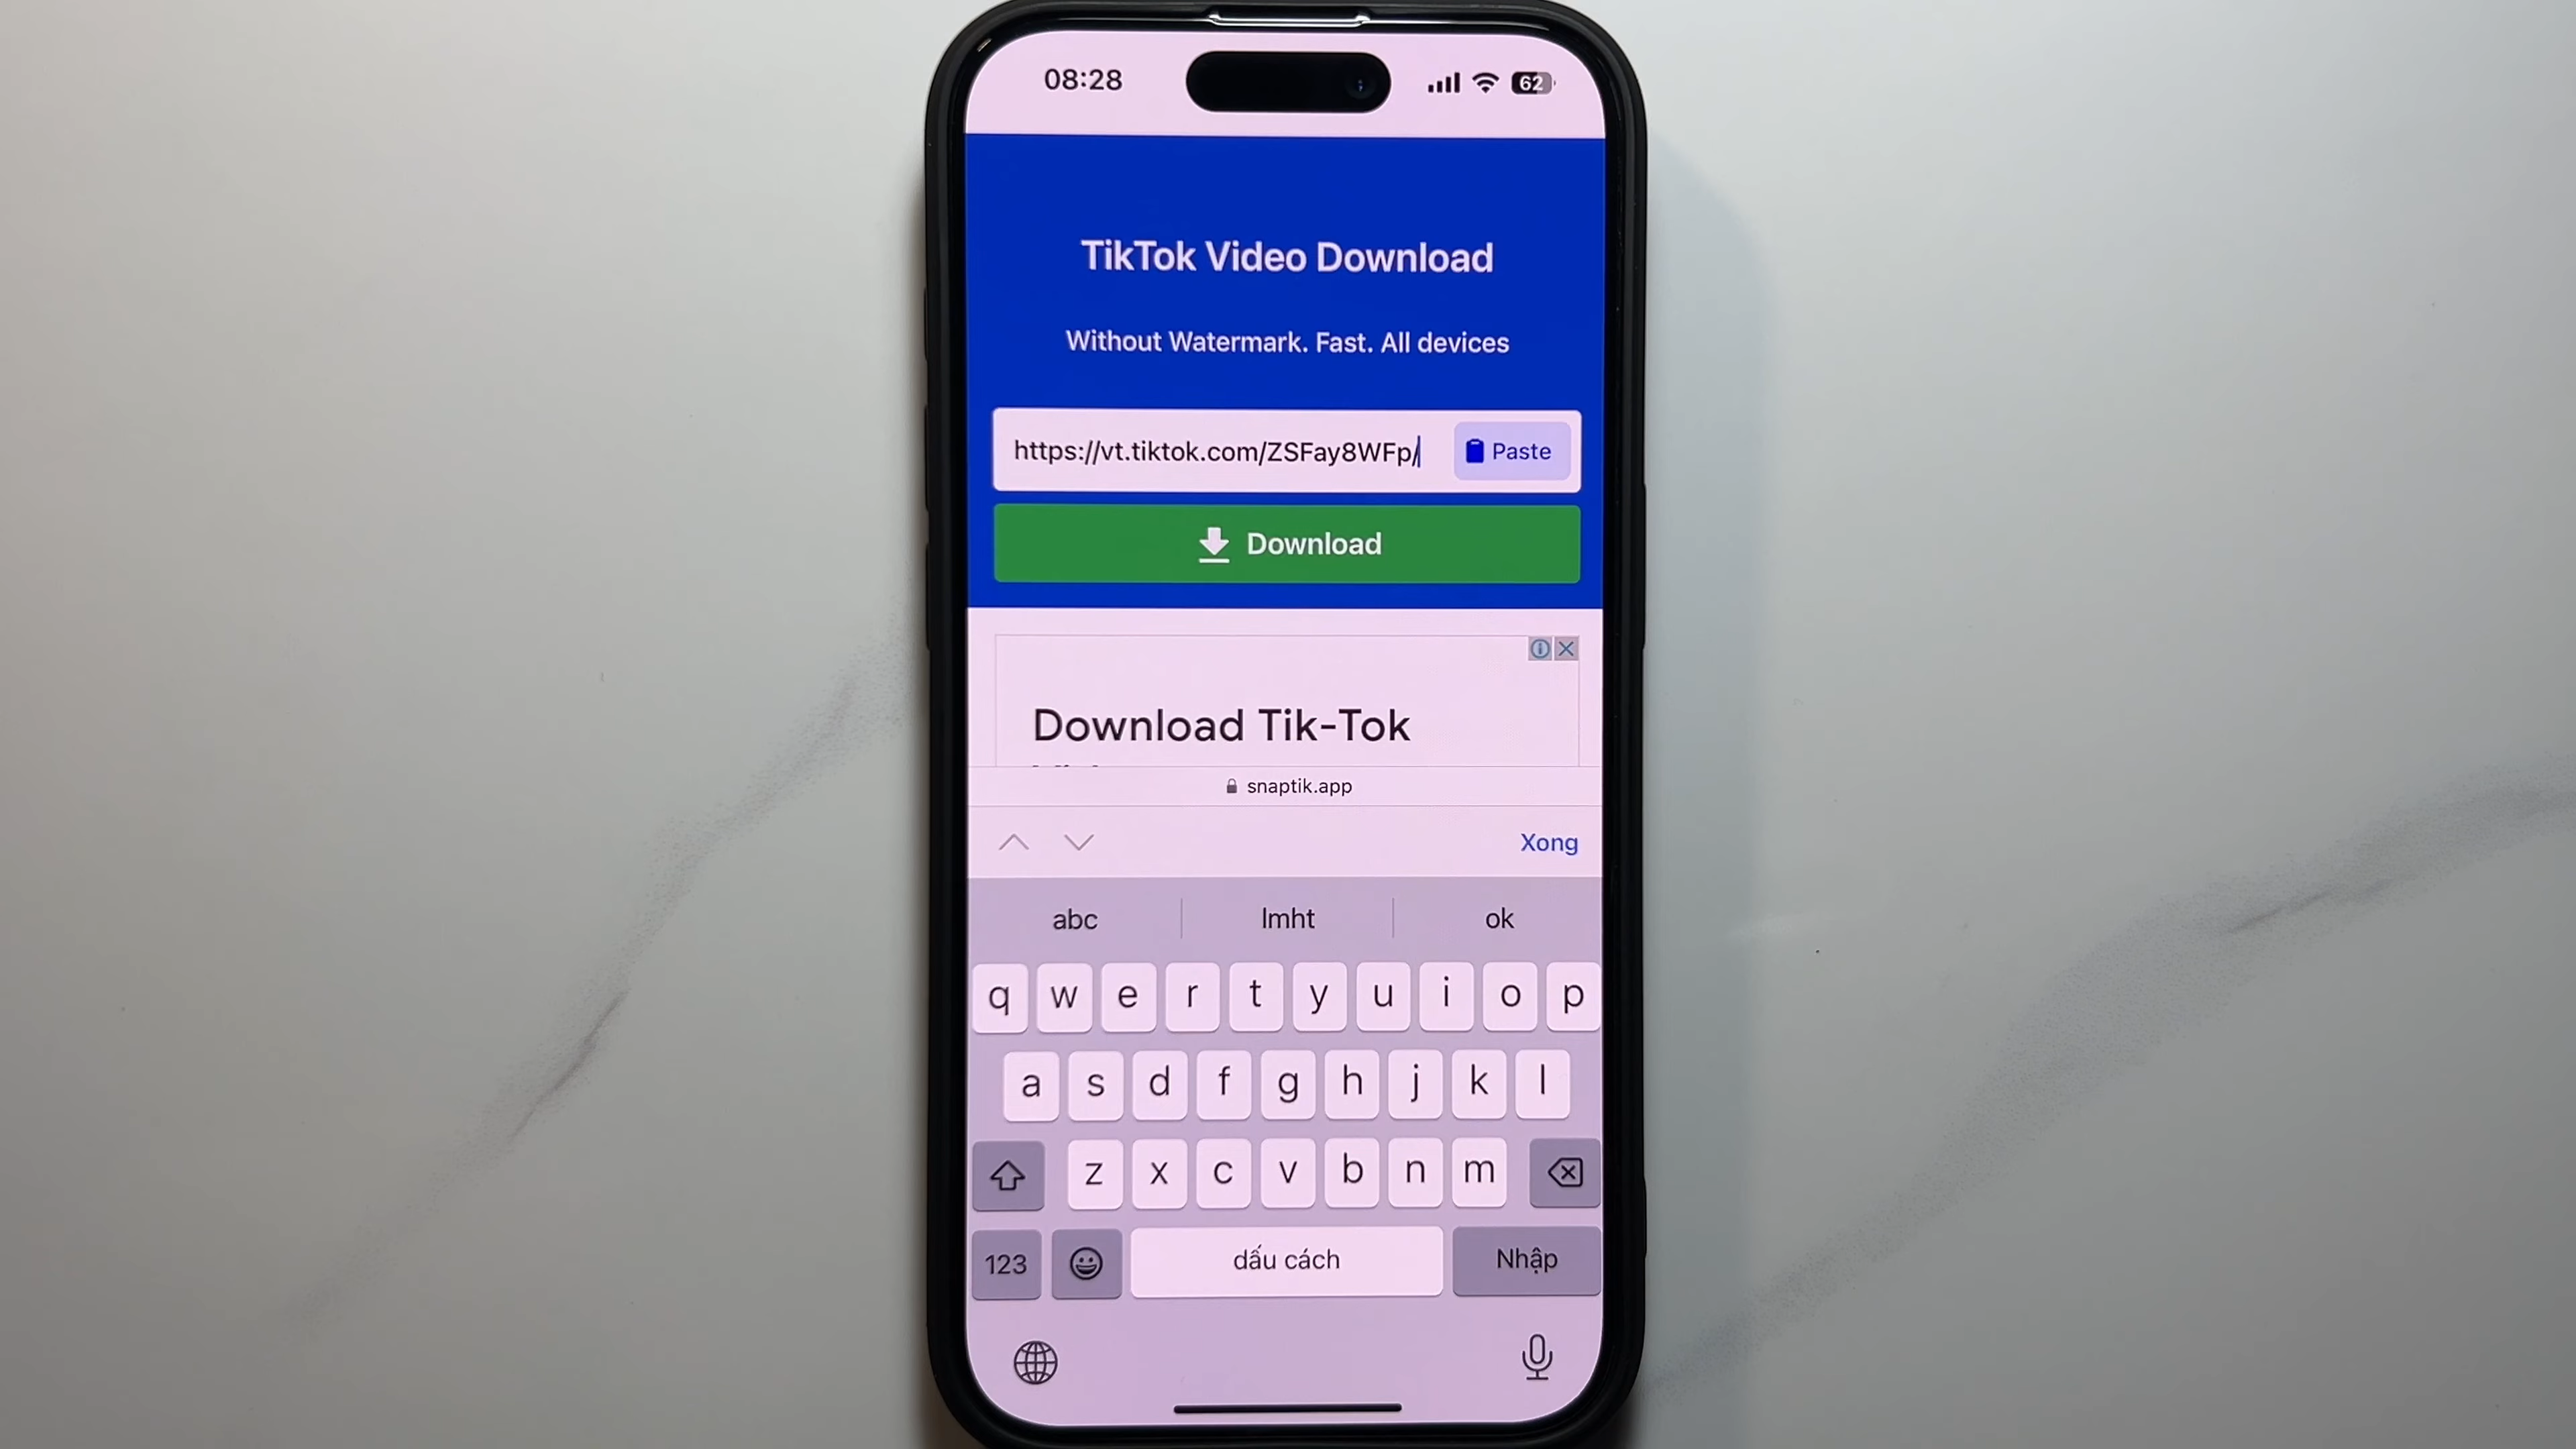 08:28
62
TikTok Video Download
Without Watermark. Fast. All devices
https://vt.tiktok.com/ZSFay8WFp/
Paste
Download
Download Tik-Tok
snaptik.app
Xong
abc lmht ok
q w e r t y u i o p
a s d f g h j k l
z x c v b n m
123 dấu cách Nhập